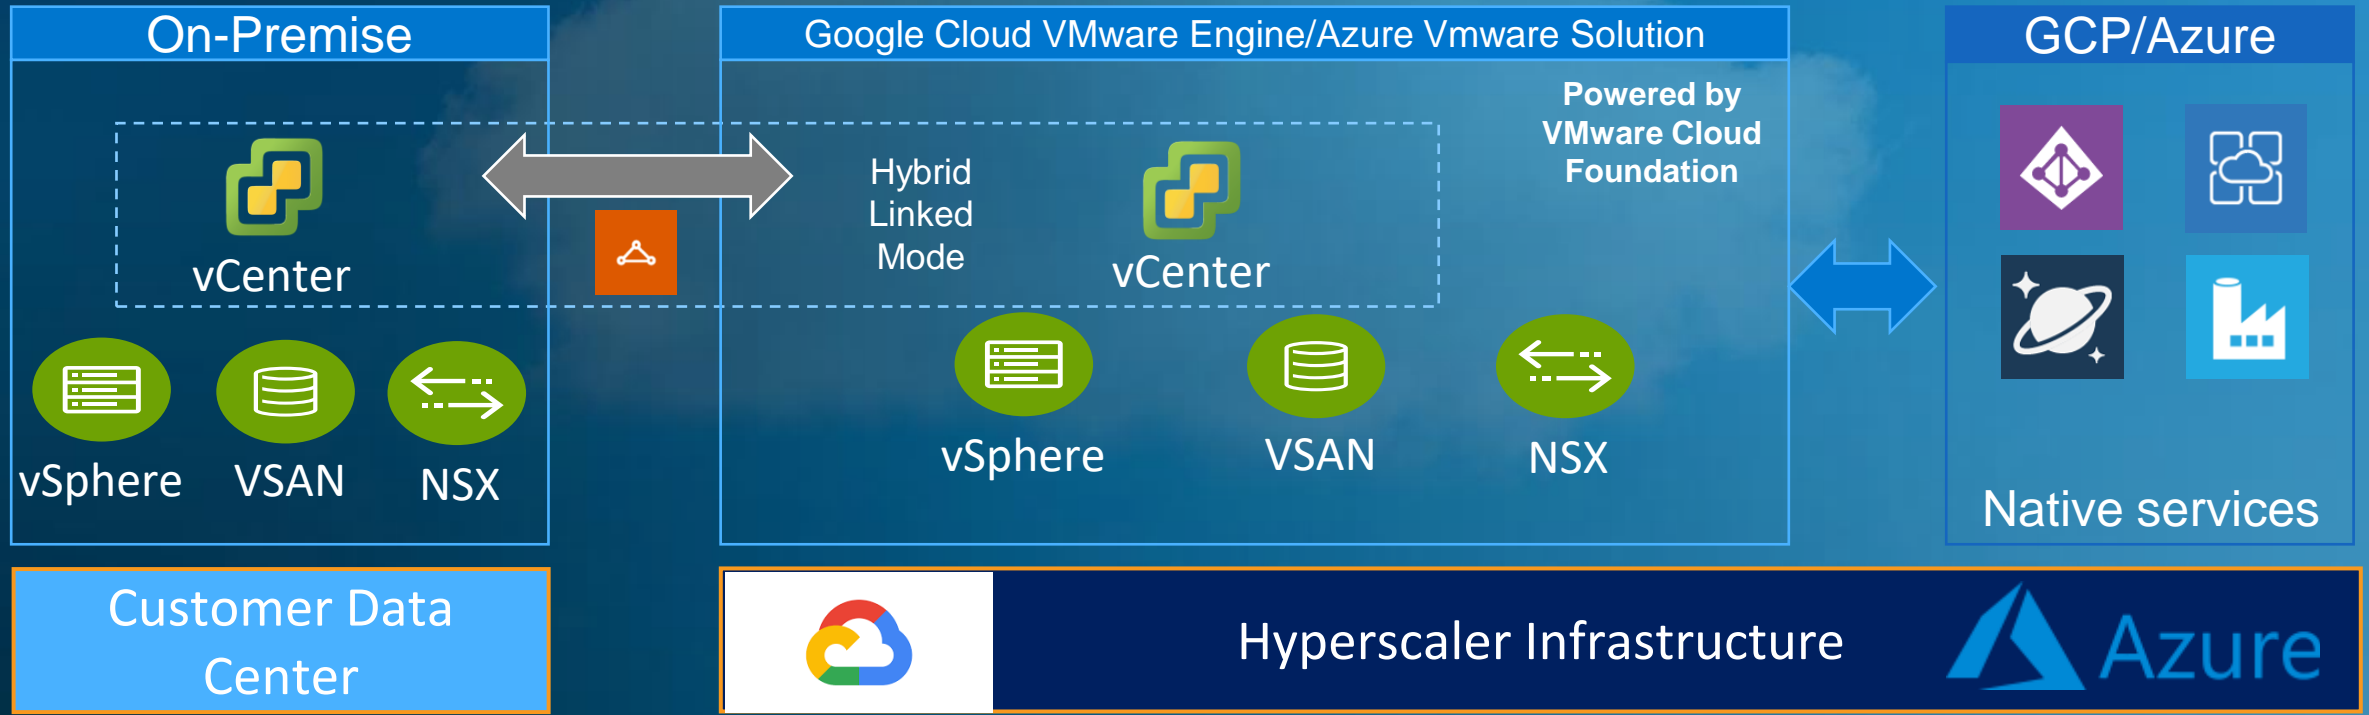 On-Premise
vCenter
vSphere
VSAN
NSX
Customer Data
Center
Google Cloud VMware Engine/Azure Vmware Solution
Powered by
VMware Cloud
Foundation
Hybrid
Linked
Mode
vCenter
vSphere
VSAN
NSX
GCP/Azure
Native services
Hyperscaler Infrastructure
Azure